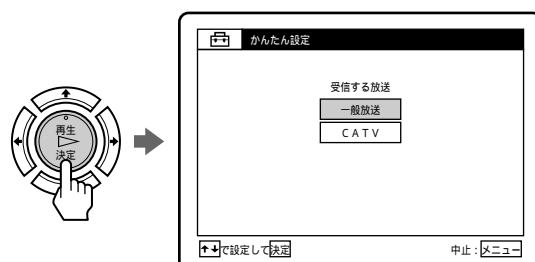 再生
決定
かんたん設定
受信する放送
一般放送
CATV
↑↓で設定して決定
中止：メニュー